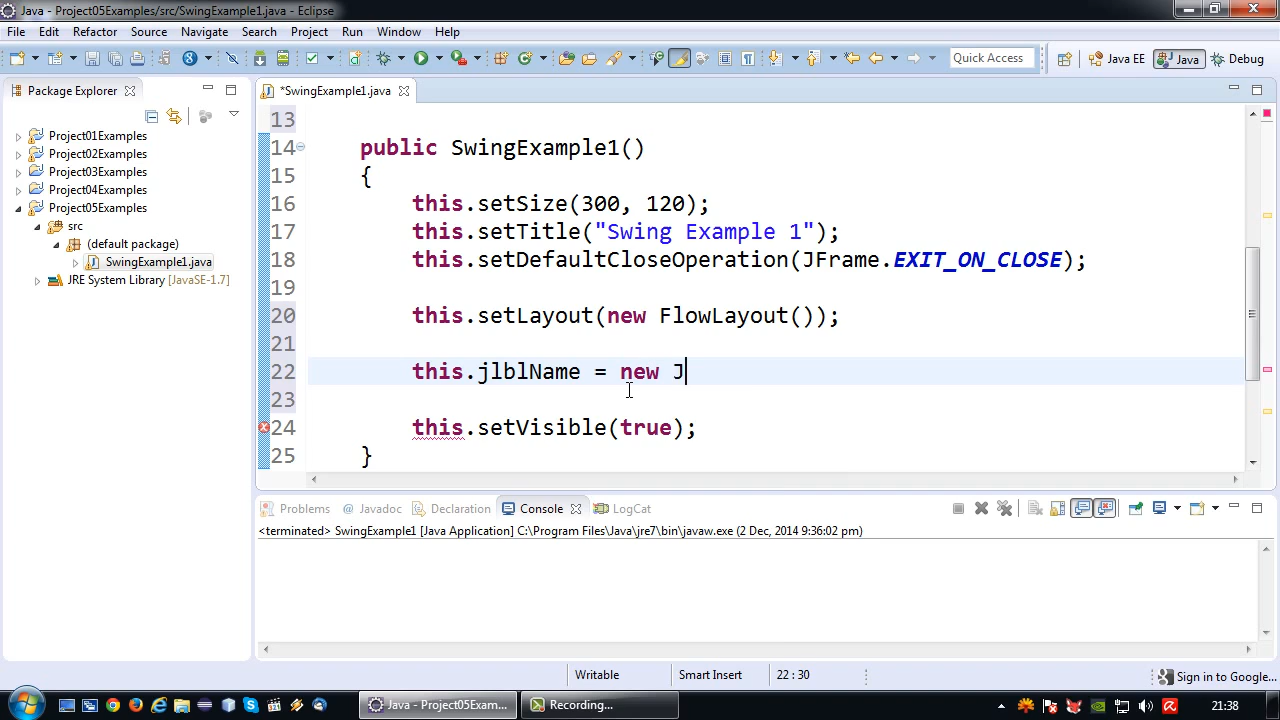 Java - Project05Examples/src/SwingExample1.java - Eclipse
File Edit Refactor Source Navigate Search Project Run Window Help
Quick Access Java EE Java Debug
Package Explorer
*SwingExample1.java
Project01Examples
Project02Examples
Project03Examples
Project04Examples
Project05Examples
src
(default package)
SwingExample1.java
JRE System Library [JavaSE-1.7]
13
14 public SwingExample1()
15 {
16 this.setSize(300, 120);
17 this.setTitle("Swing Example 1");
18 this.setDefaultCloseOperation(JFrame.EXIT_ON_CLOSE);
19
20 this.setLayout(new FlowLayout());
21
22 this.jlblName = new J
23
24 this.setVisible(true);
25 }
Problems @ Javadoc Declaration Console LogCat
<terminated> SwingExample1 [Java Application] C:\Program Files\Java\jre7\bin\javaw.exe (2 Dec, 2014 9:36:02 pm)
Writable Smart Insert 22 : 30 Sign in to Google...
Java - Project05Exam... Recording... 21:38